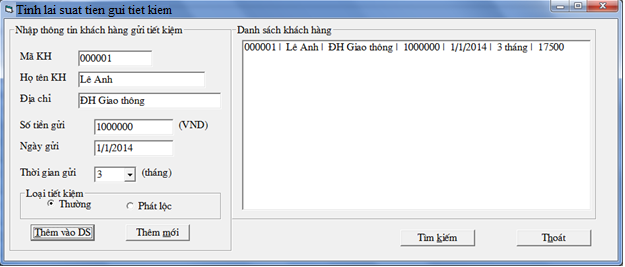 Tinh lai suat tien gui tiet kiem
Nhập thông tin khách hàng gửi tiết kiệm
Mã KH 000001
Họ tên KH Lê Anh
Địa chỉ ĐH Giao thông
Số tiền gửi 1000000 (VND)
Ngày gửi 1/1/2014
Thời gian gửi 3 (tháng)
Loại tiết kiệm
Thường Phát lộc
Thêm vào DS Thêm mới
Danh sách khách hàng
000001 | Lê Anh | ĐH Giao thông | 1000000 | 1/1/2014 | 3 tháng | 17500
Tìm kiếm Thoát